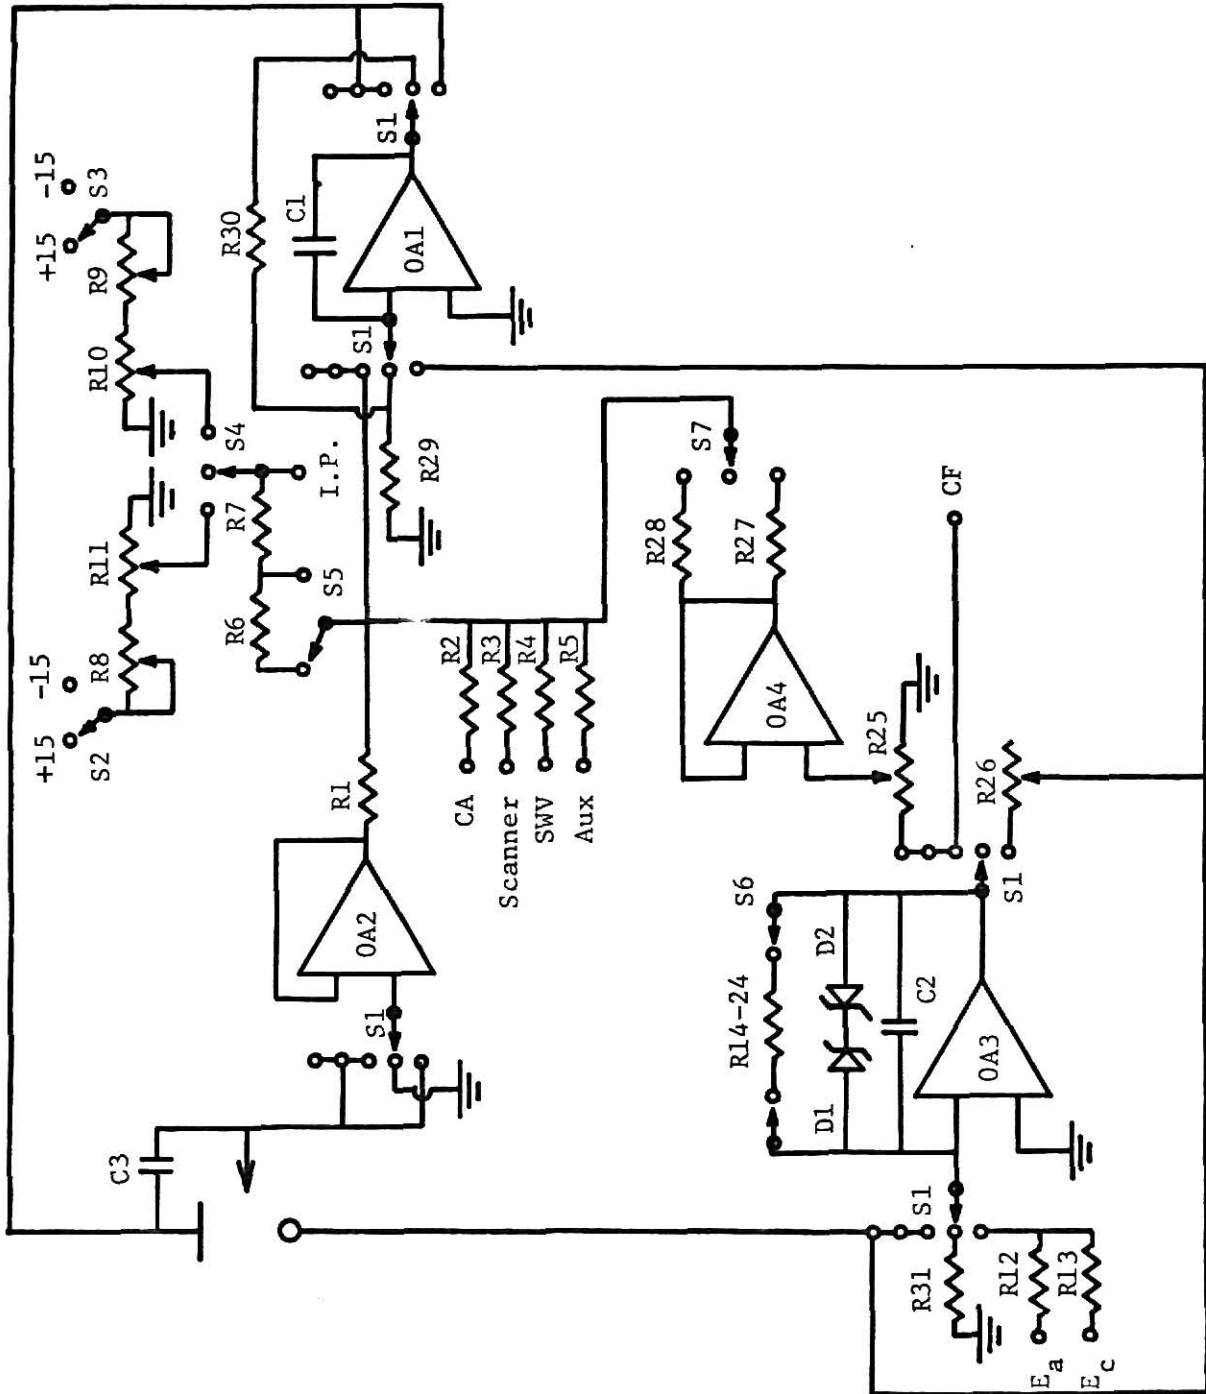 +15
-15
S2
R8
R11
R10
R9
+15
-15
S3
S4
R7
R6
S5
I.P.
R30
C1
OA1
S1
S1
R29
R1
OA2
S1
C3
CA
R2
Scanner
R3
SWV
R4
Aux
R5
S7
R28
R27
OA4
R25
CF
R26
S1
S6
R14-24
D1
D2
C2
OA3
S1
R31
R12
R13
Ea
Ec